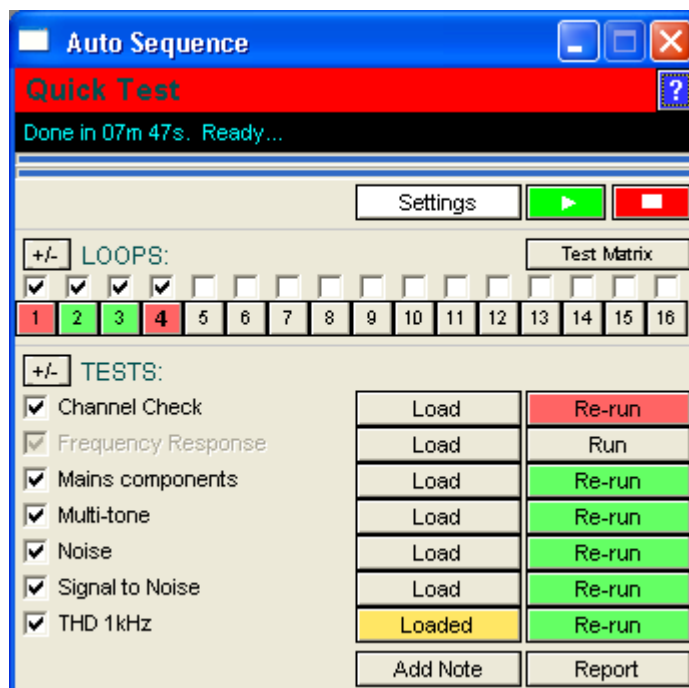 Auto Sequence
Quick Test ?
Done in 07m 47s. Ready...
Settings
+/- LOOPS: Test Matrix
1 2 3 4 5 6 7 8 9 10 11 12 13 14 15 16
+/- TESTS:
Channel Check Load Re-run
Frequency Response Load Run
Mains components Load Re-run
Multi-tone Load Re-run
Noise Load Re-run
Signal to Noise Load Re-run
THD 1kHz Loaded Re-run
Add Note Report